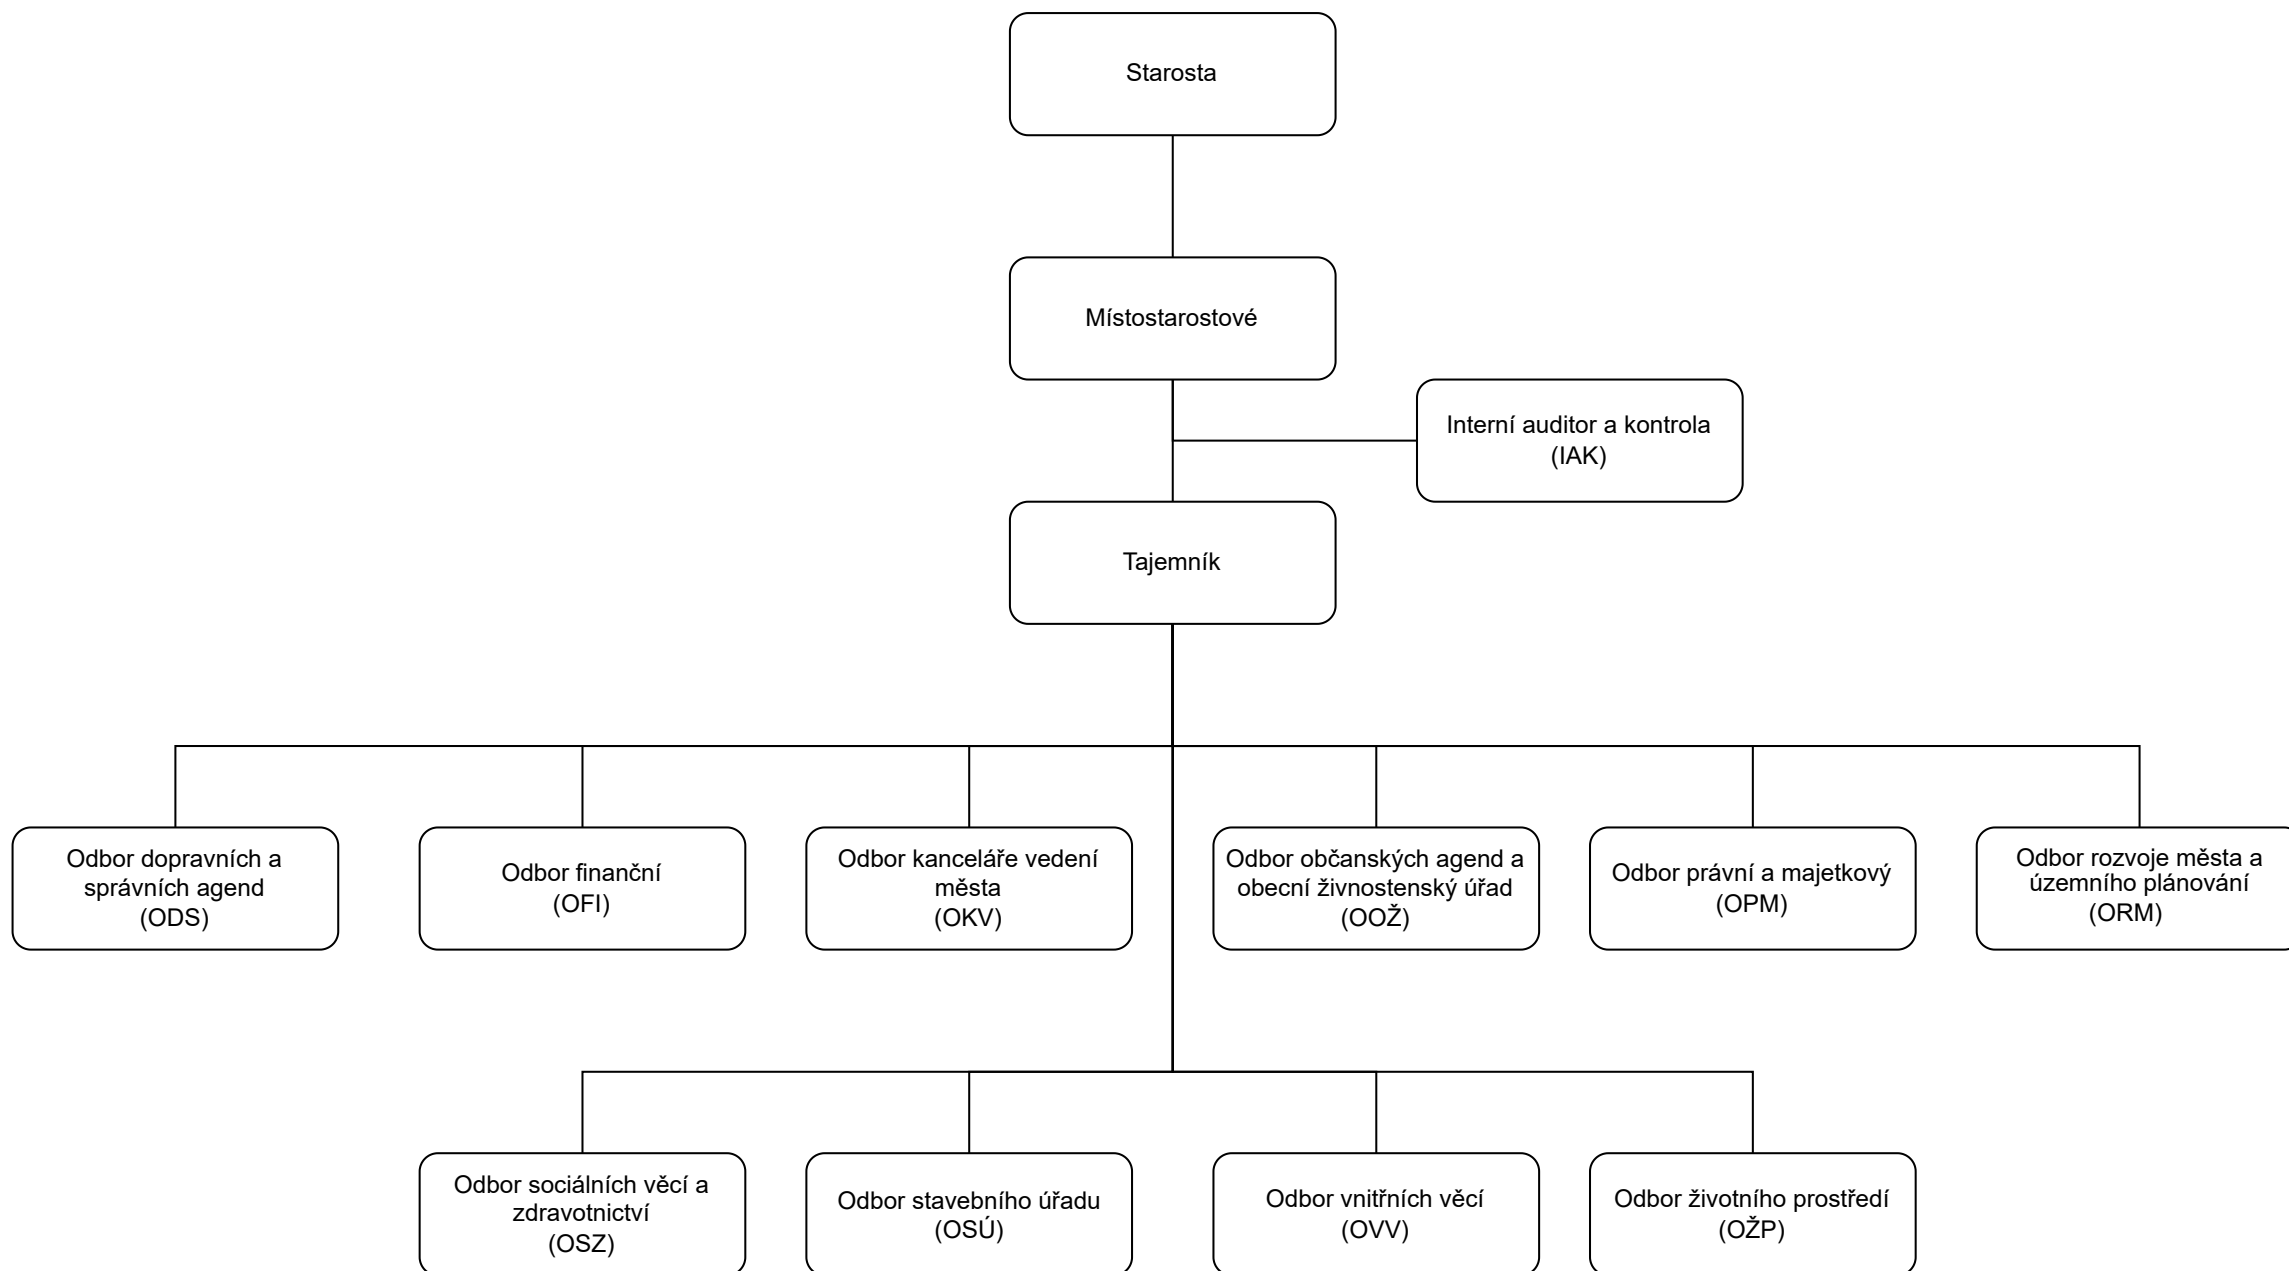 Starosta
Místostarostové
Interní auditor a kontrola
(IAK)
Tajemník
Odbor dopravních a
správních agend
(ODS)
Odbor finanční
(OFI)
Odbor kanceláře vedení
města
(OKV)
Odbor občanských agend a
obecní živnostenský úřad
(OOŽ)
Odbor právní a majetkový
(OPM)
Odbor rozvoje města a
územního plánování
(ORM)
Odbor sociálních věcí a
zdravotnictví
(OSZ)
Odbor stavebního úřadu
(OSÚ)
Odbor vnitřních věcí
(OVV)
Odbor životního prostředí
(OŽP)